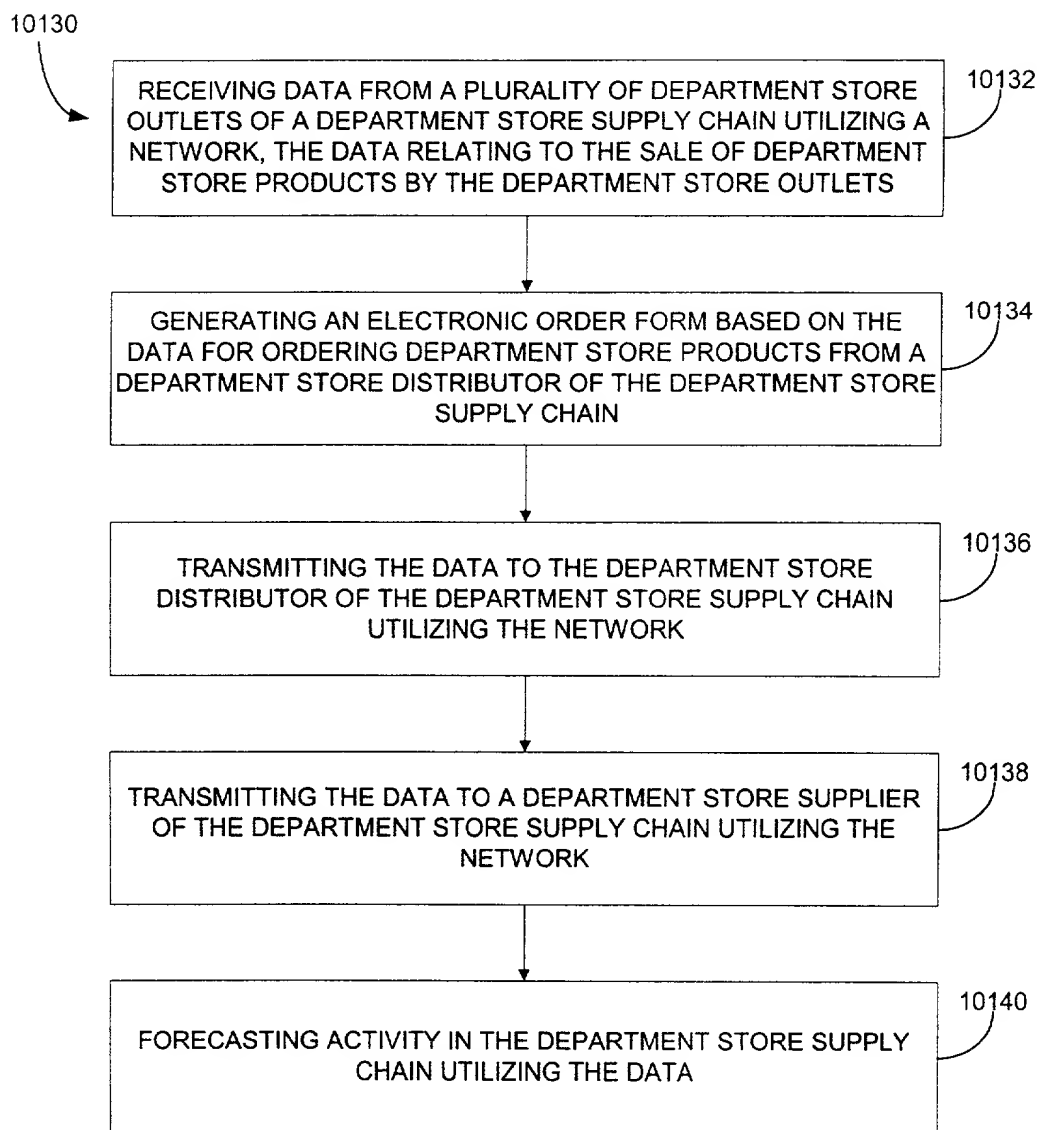 10130
10132
RECEIVING DATA FROM A PLURALITY OF DEPARTMENT STORE
OUTLETS OF A DEPARTMENT STORE SUPPLY CHAIN UTILIZING A
NETWORK, THE DATA RELATING TO THE SALE OF DEPARTMENT
STORE PRODUCTS BY THE DEPARTMENT STORE OUTLETS
10134
GENERATING AN ELECTRONIC ORDER FORM BASED ON THE
DATA FOR ORDERING DEPARTMENT STORE PRODUCTS FROM A
DEPARTMENT STORE DISTRIBUTOR OF THE DEPARTMENT STORE
SUPPLY CHAIN
10136
TRANSMITTING THE DATA TO THE DEPARTMENT STORE
DISTRIBUTOR OF THE DEPARTMENT STORE SUPPLY CHAIN
UTILIZING THE NETWORK
10138
TRANSMITTING THE DATA TO A DEPARTMENT STORE SUPPLIER
OF THE DEPARTMENT STORE SUPPLY CHAIN UTILIZING THE
NETWORK
10140
FORECASTING ACTIVITY IN THE DEPARTMENT STORE SUPPLY
CHAIN UTILIZING THE DATA